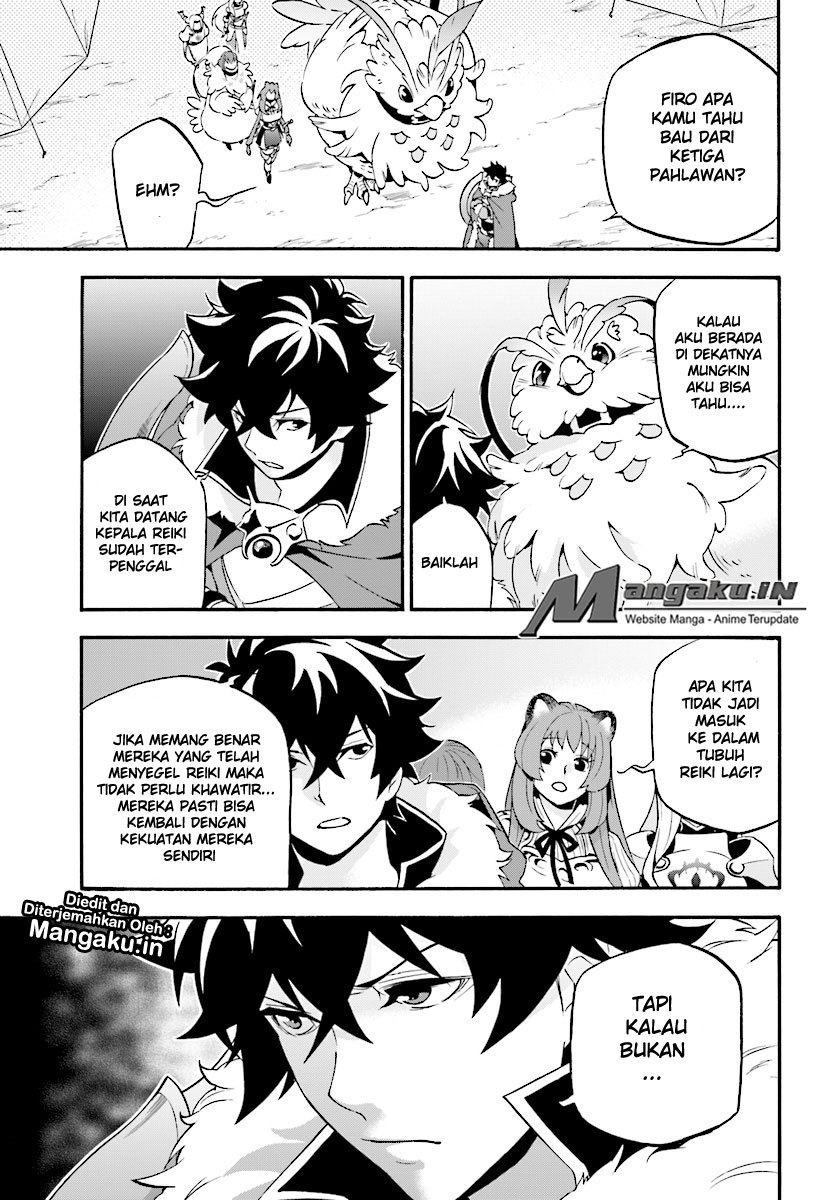 FIRO APA
KAMU TAHU
BAU DARI
KETIGA
PAHLAWAN?
EHM?
KALAU
AKU BERADA
DI DEKATNYA
MUNGKIN
AKU BISA
TAHU....
BAIKLAH
DI SAAT
KITA DATANG
KEPALA REIKI
SUDAH TER-
PENGGAL
Mangaku.iN
Website Manga - Anime Terupdate
APA KITA
TIDAK JADI
MASUK
KE DALAM
TUBUH
REIKI LAGI?
JIKA MEMANG BENAR
MEREKA YANG TELAH
MENYEGEL REIKI MAKA
TIDAK PERLU KHAWATIR...
MEREKA PASTI BISA
KEMBALI DENGAN
KEKUATAN MEREKA
SENDIRI
Diedit dan
Diterjemahkan Oleh :
Mangaku.in
TAPI
KALAU
BUKAN
...